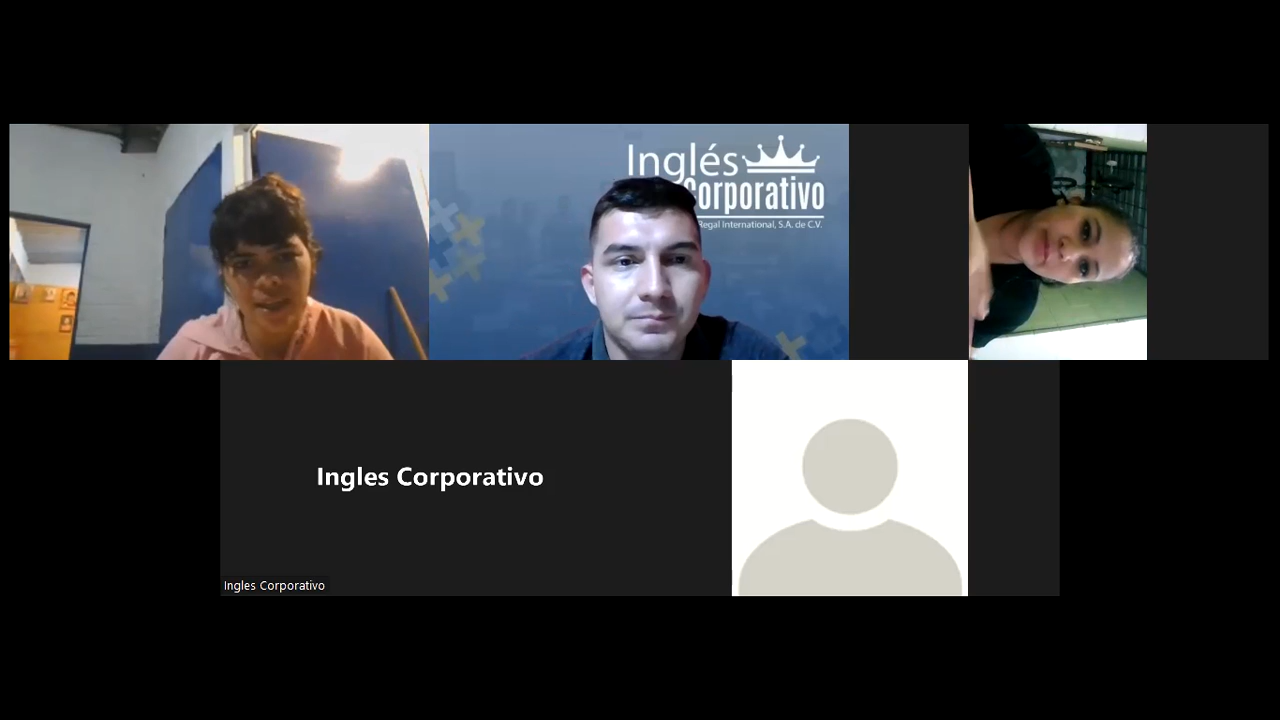 Inglés
Corporativo
Regal International, S.A. de C.V.
Ingles Corporativo
Ingles Corporativo